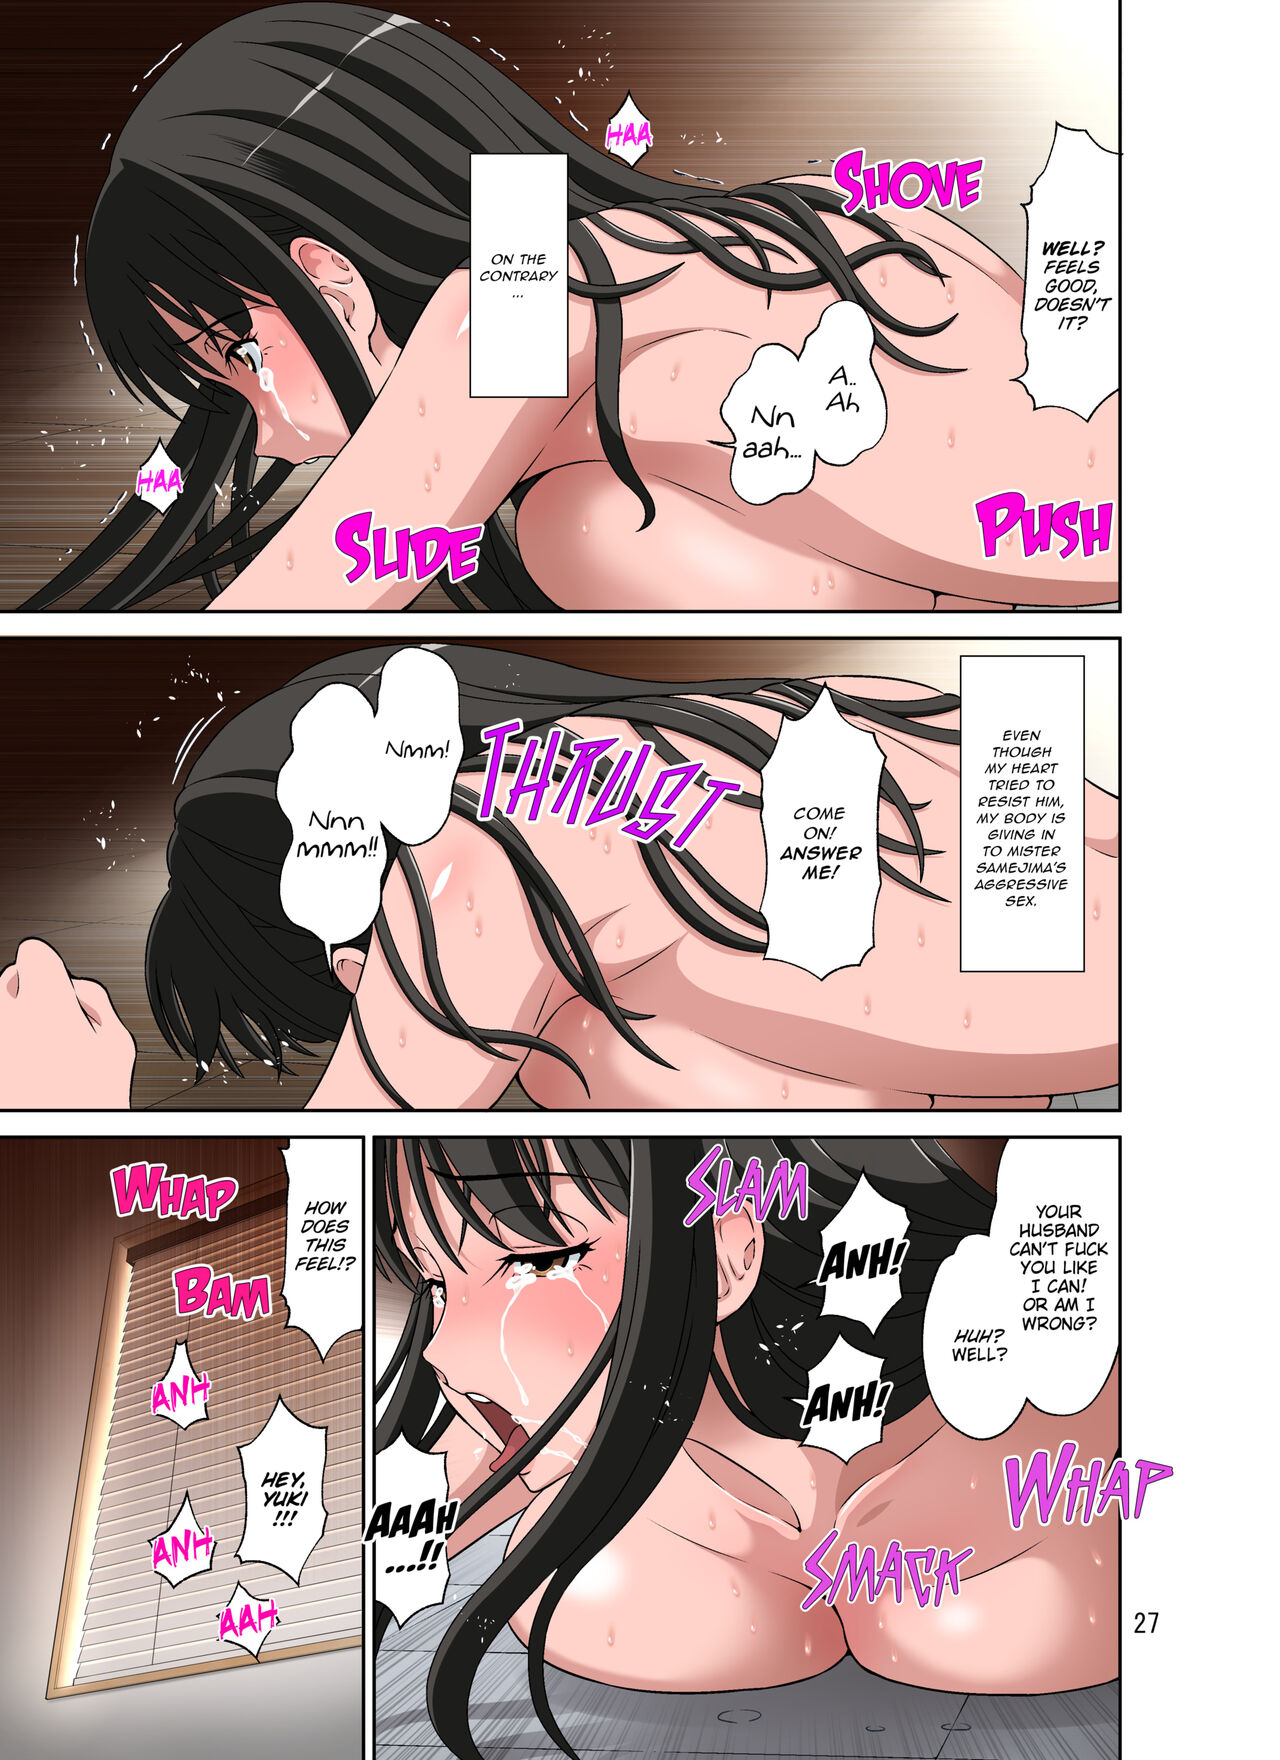 WELL?
FEELS
GOOD,
DOESN'T
IT?
SHOVE
HAA
ON THE
CONTRARY
...
A..
Ah
Nn
aah...
PUSH
HAA
SLIDE
EVEN
THOUGH
MY HEART
TRIED TO
RESIST HIM,
MY BODY IS
GIVING IN
TO MISTER
SAMEJIMA'S
AGGRESSIVE
SEX.
COME
ON!
ANSWER
ME!
THRUST
Nmm!
Nnn
mmm!!
YOUR
HUSBAND
CAN'T FUCK
YOU LIKE
I CAN!
OR AM I
WRONG?
HUH?
WELL?
SLAM
ANH!
ANH!
WHAP
SMACK
AAAH
...!!
HOW
DOES
THIS
FEEL!?
WHAP
BAM
ANH
HEY,
YUKI
!!!
ANH
AAH
27